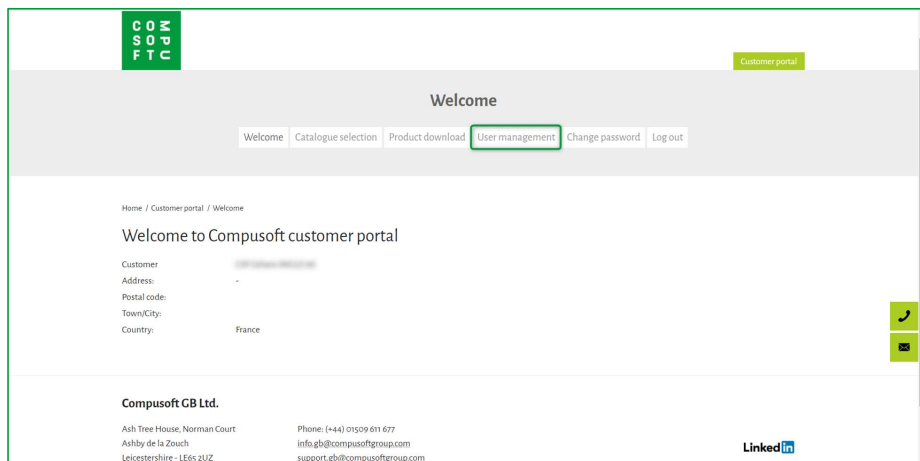 COM
SOPU
FT
Customer portal
Welcome
Welcome Catalogue selection Product download User management Change password Log out
Home / Customer portal / Welcome
Welcome to Compusoft customer portal
Customer
Address: -
Postal code:
Town/City:
Country: France
Compusoft GB Ltd.
Ash Tree House, Norman Court Phone: (+44) 01509 611 677
Ashby de la Zouch info.gb@compusoftgroup.com
Leicestershire - LE65 2UZ support.gb@compusoftgroup.com
Linked in